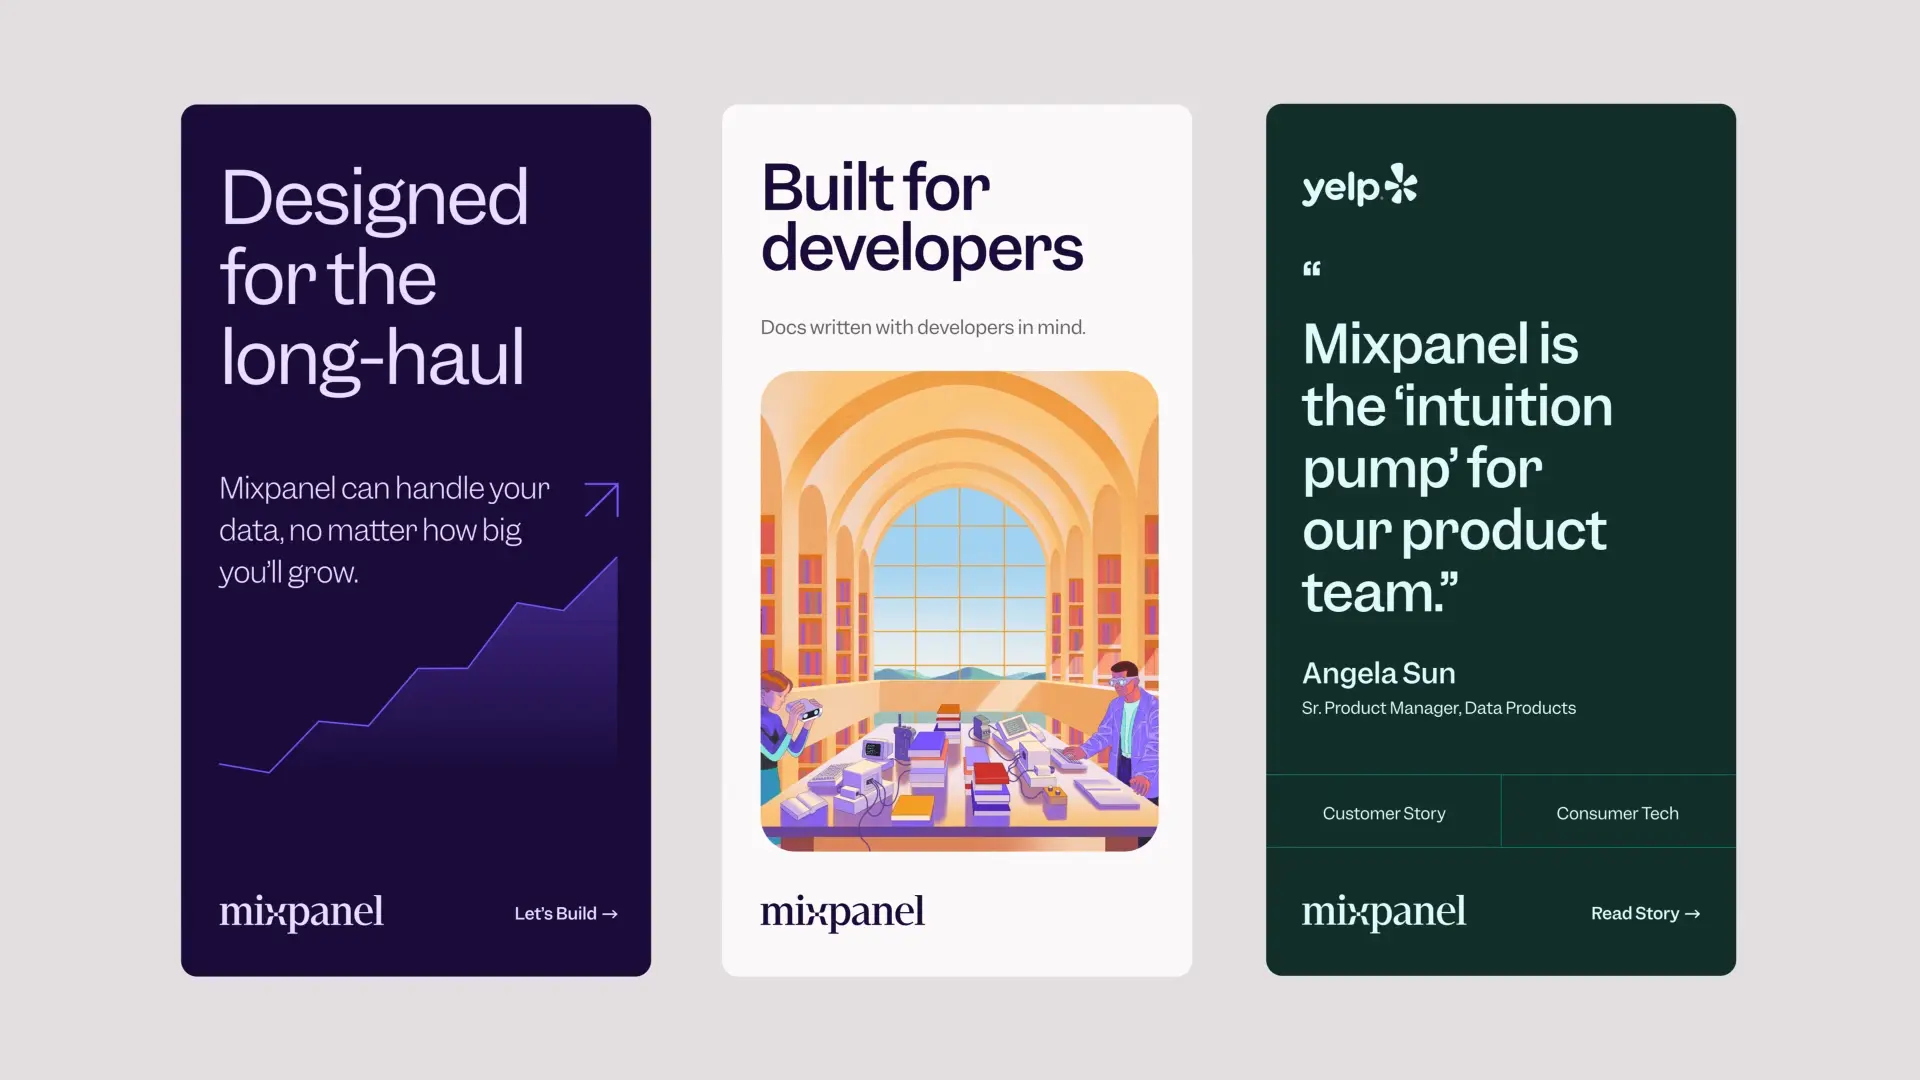 Designed
for the
long-haul
Mixpanel can handle your
data, no matter how big
you’ll grow.
mixpanel
Let’s Build →
Built for
developers
Docs written with developers in mind.
mixpanel
yelp
“
Mixpanel is
the ‘intuition
pump’ for
our product
team.”
Angela Sun
Sr. Product Manager, Data Products
Customer Story
Consumer Tech
mixpanel
Read Story →